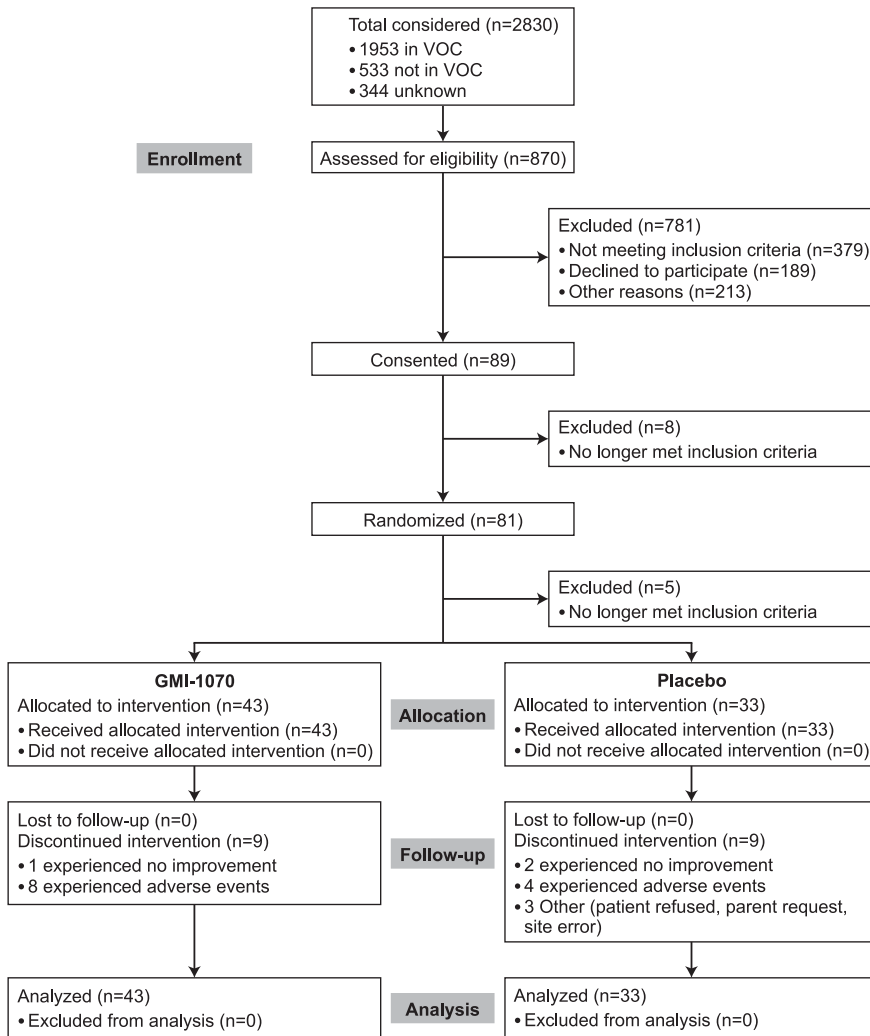 Total considered (n=2830)
• 1953 in VOC
• 533 not in VOC
• 344 unknown
Enrollment
Assessed for eligibility (n=870)
Excluded (n=781)
• Not meeting inclusion criteria (n=379)
• Declined to participate (n=189)
• Other reasons (n=213)
Consented (n=89)
Excluded (n=8)
• No longer met inclusion criteria
Randomized (n=81)
Excluded (n=5)
• No longer met inclusion criteria
GMI-1070
Allocated to intervention (n=43)
• Received allocated intervention (n=43)
• Did not receive allocated intervention (n=0)
Allocation
Placebo
Allocated to intervention (n=33)
• Received allocated intervention (n=33)
• Did not receive allocated intervention (n=0)
Lost to follow-up (n=0)
Discontinued intervention (n=9)
• 1 experienced no improvement
• 8 experienced adverse events
Follow-up
Lost to follow-up (n=0)
Discontinued intervention (n=9)
• 2 experienced no improvement
• 4 experienced adverse events
• 3 Other (patient refused, parent request,
site error)
Analyzed (n=43)
• Excluded from analysis (n=0)
Analysis
Analyzed (n=33)
• Excluded from analysis (n=0)